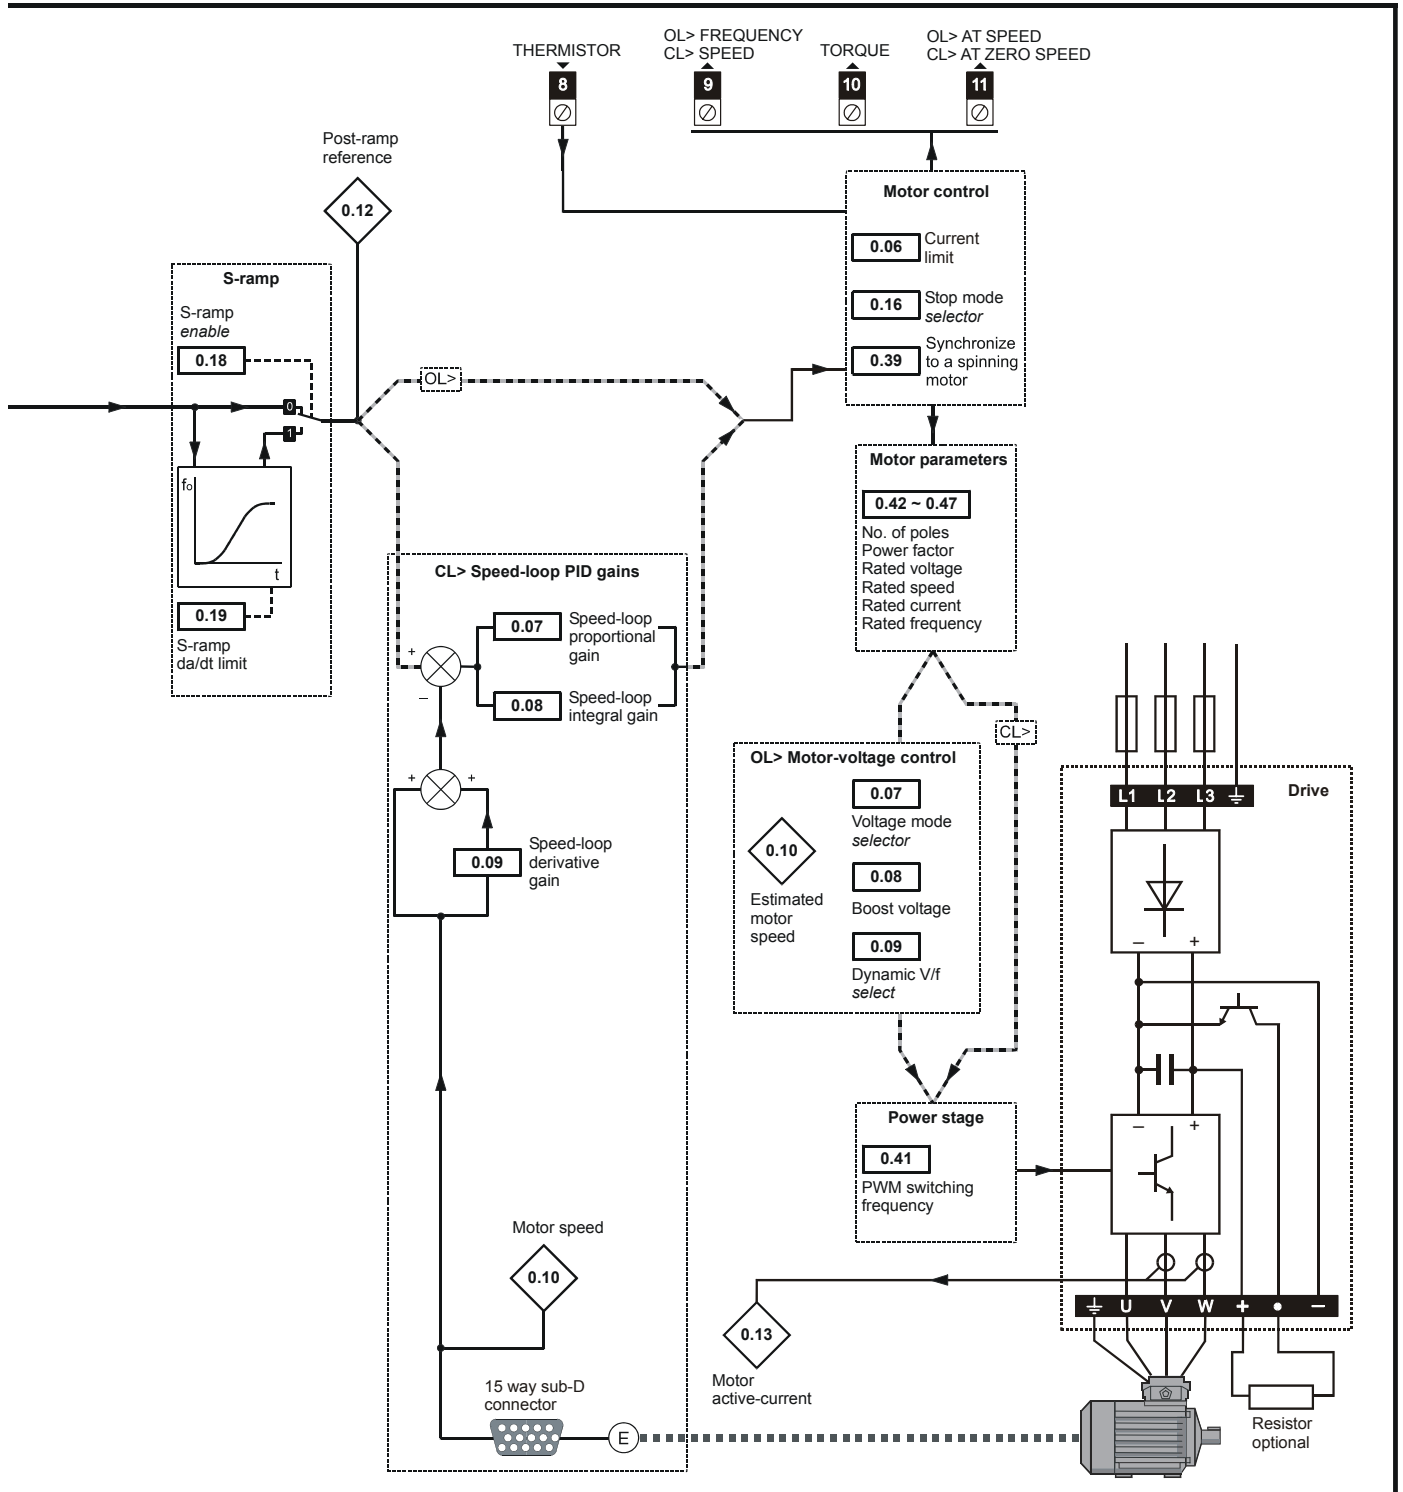 THERMISTOR
8
OL> FREQUENCY
CL> SPEED
9
TORQUE
10
OL> AT SPEED
CL> AT ZERO SPEED
11
Post-ramp
reference
0.12
Motor control
0.06
Current
limit
0.16
Stop mode
selector
0.39
Synchronize
to a spinning
motor
S-ramp
S-ramp
enable
0.18
0
1
fo
t
0.19
S-ramp
da/dt limit
OL>
Motor parameters
0.42 ~ 0.47
No. of poles
Power factor
Rated voltage
Rated speed
Rated current
Rated frequency
CL> Speed-loop PID gains
0.07
Speed-loop
proportional
gain
0.08
Speed-loop
integral gain
+
–
+
+
0.09
Speed-loop
derivative
gain
CL>
OL> Motor-voltage control
0.07
Voltage mode
selector
0.10
Estimated
motor
speed
0.08
Boost voltage
0.09
Dynamic V/f
select
Drive
L1 L2 L3
– +
– +
Power stage
0.41
PWM switching
frequency
Motor speed
0.10
U V W + • –
0.13
Motor
active-current
15 way sub-D
connector
E
Resistor
optional